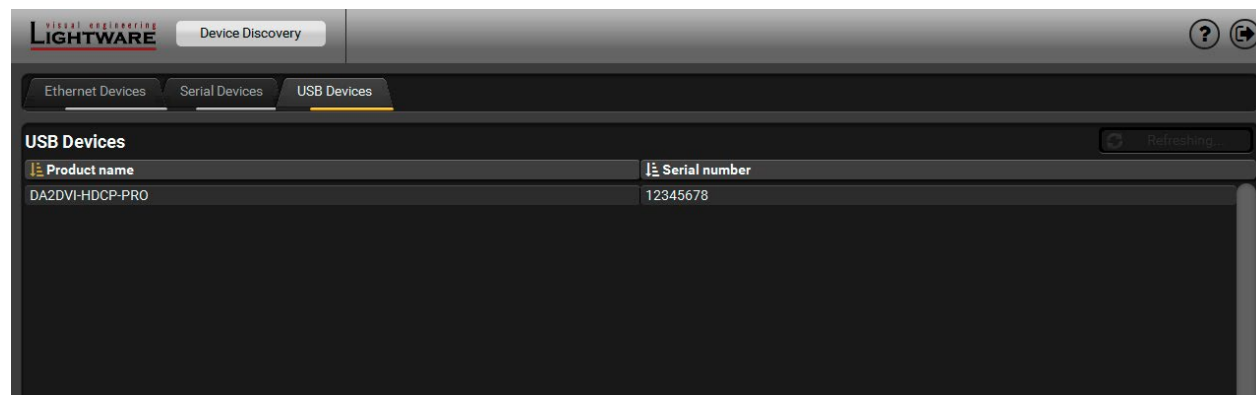 visual engineering
LIGHTWARE
Device Discovery
?
Ethernet Devices Serial Devices USB Devices
USB Devices Refreshing...
Product name Serial number
DA2DVI-HDCP-PRO 12345678